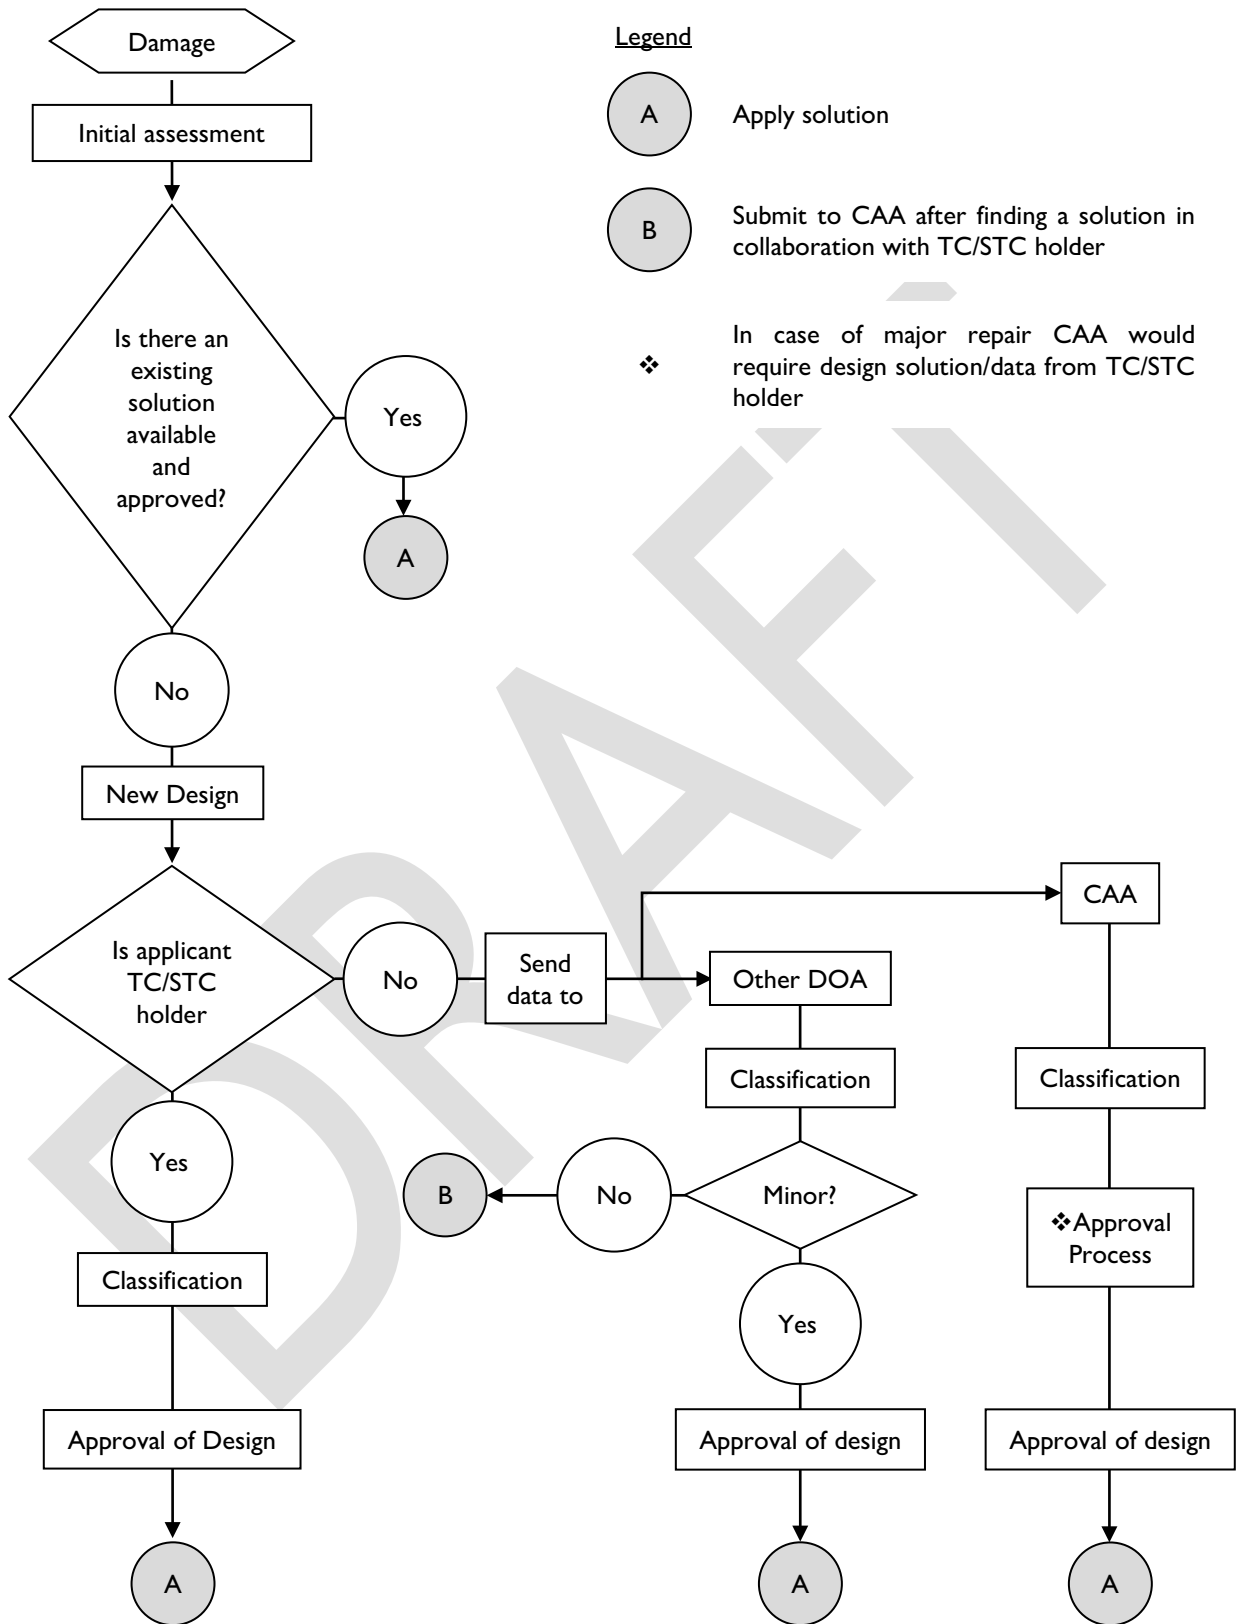 Damage
Legend
A
Apply solution
Initial assessment
B
Submit to CAA after finding a solution in
collaboration with TC/STC holder
❖
In case of major repair CAA would
require design solution/data from TC/STC
holder
Is there an
existing
solution
available
and
approved?
Yes
A
No
New Design
Is applicant
TC/STC
holder
No
Send
data to
Other DOA
CAA
Classification
Classification
Yes
B
No
Minor?
❖Approval
Process
Classification
Yes
Approval of Design
Approval of design
Approval of design
A
A
A
DRAFT